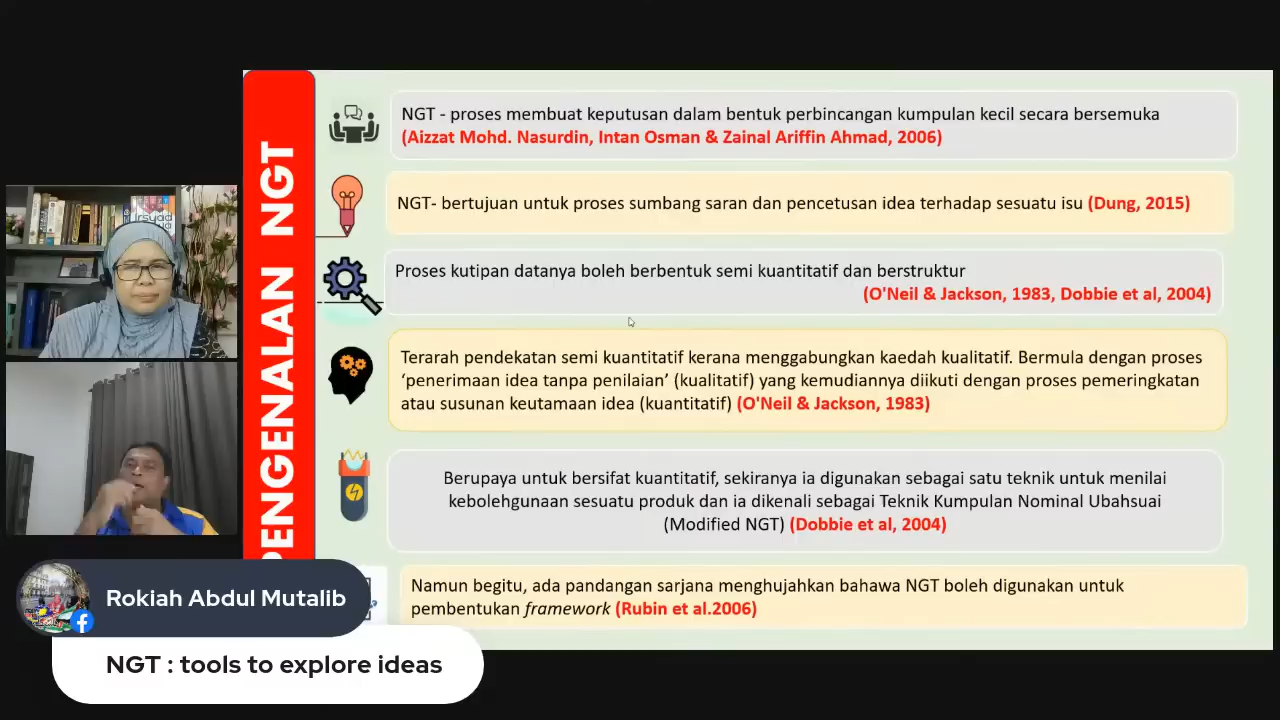 PENGENALAN NGT
NGT - proses membuat keputusan dalam bentuk perbincangan kumpulan kecil secara bersemuka
(Aizzat Mohd. Nasurdin, Intan Osman & Zainal Ariffin Ahmad, 2006)
NGT- bertujuan untuk proses sumbang saran dan pencetusan idea terhadap sesuatu isu (Dung, 2015)
Proses kutipan datanya boleh berbentuk semi kuantitatif dan berstruktur
(O'Neil & Jackson, 1983, Dobbie et al, 2004)
Terarah pendekatan semi kuantitatif kerana menggabungkan kaedah kualitatif. Bermula dengan proses
‘penerimaan idea tanpa penilaian’ (kualitatif) yang kemudiannya diikuti dengan proses pemeringkatan
atau susunan keutamaan idea (kuantitatif) (O'Neil & Jackson, 1983)
Berupaya untuk bersifat kuantitatif, sekiranya ia digunakan sebagai satu teknik untuk menilai
kebolehgunaan sesuatu produk dan ia dikenali sebagai Teknik Kumpulan Nominal Ubahsuai
(Modified NGT) (Dobbie et al, 2004)
Namun begitu, ada pandangan sarjana menghujahkan bahawa NGT boleh digunakan untuk
pembentukan framework (Rubin et al.2006)
Rokiah Abdul Mutalib
NGT : tools to explore ideas